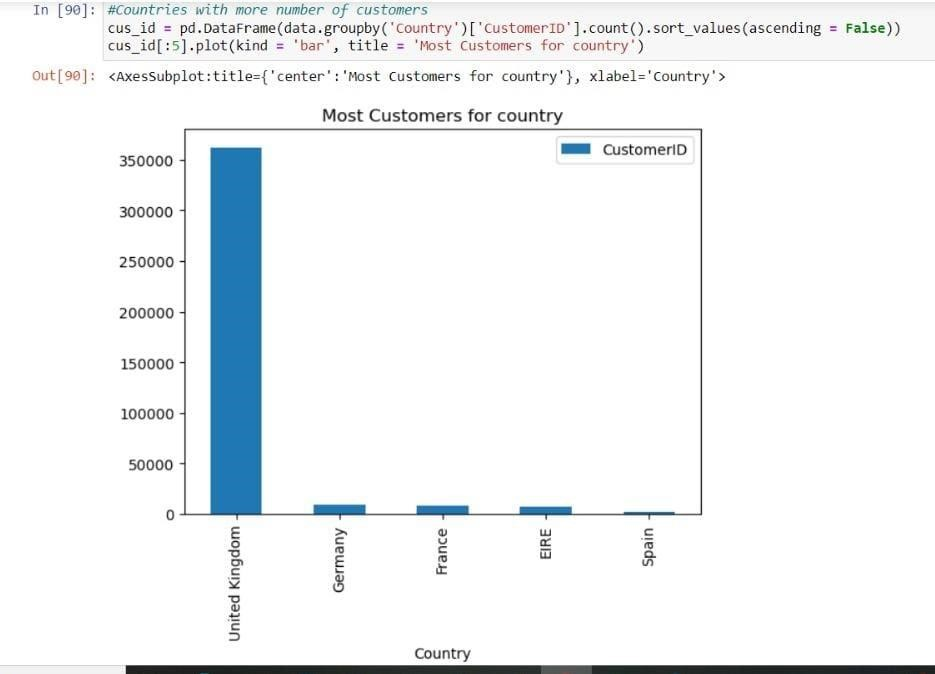 In [90]: #Countries with more number of customers
cus_id = pd.DataFrame(data.groupby('Country')['CustomerID'].count().sort_values(ascending = False))
cus_id[:5].plot(kind = 'bar', title = 'Most Customers for country')
Out[90]: <AxesSubplot:title={'center':'Most Customers for country'}, xlabel='Country'>
Most Customers for country
CustomerID
350000
300000
250000
200000
150000
100000
50000
0
United Kingdom
Germany
France
EIRE
Spain
Country